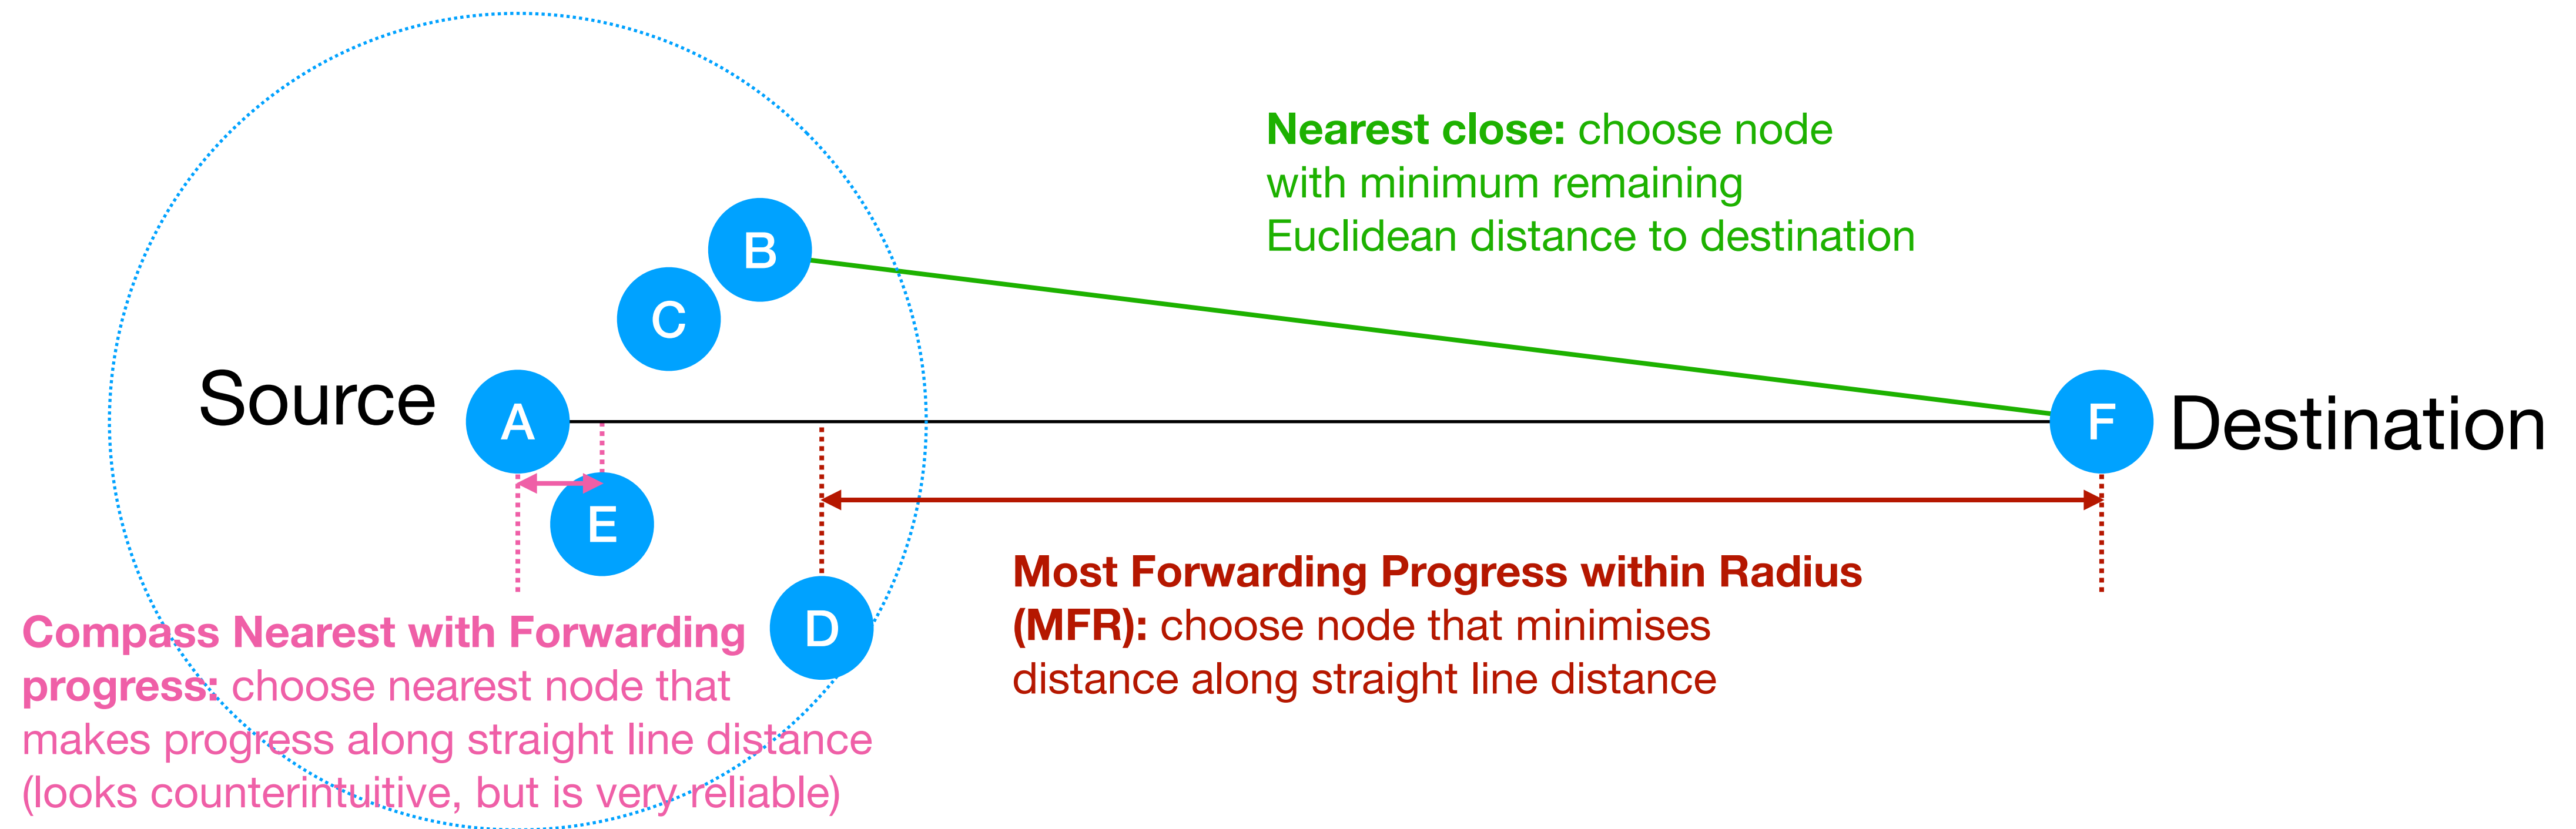 Nearest close: choose node
with minimum remaining
Euclidean distance to destination
B
C
Source
A
F
Destination
E
D
Most Forwarding Progress within Radius
(MFR): choose node that minimises
distance along straight line distance
Compass Nearest with Forwarding
progress: choose nearest node that
makes progress along straight line distance
(looks counterintuitive, but is very reliable)